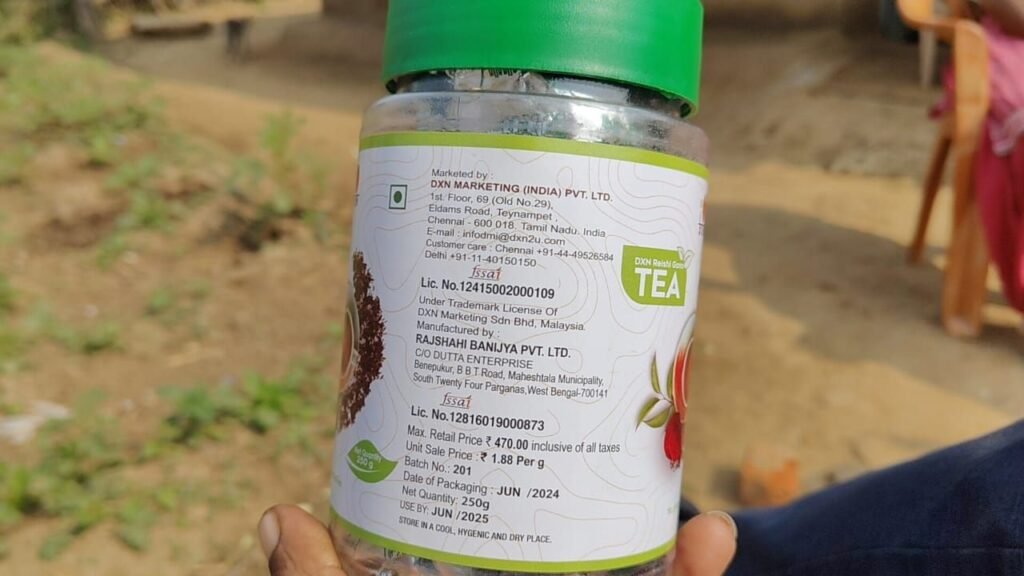 Marketed by :
DXN MARKETING (INDIA) PVT. LTD.
1st. Floor, 69 (Old No.29),
Eldams Road, Teynampet ,
Chennai - 600 018. Tamil Nadu. India
E-mail : infodmi@dxn2u.com
Customer care : Chennai +91-44-49526584
Delhi +91-11-40150150
fssai
Lic. No.12415002000109
Under Trademark License Of
DXN Marketing Sdn Bhd, Malaysia.
Manufactured by :
RAJSHAHI BANIJYA PVT. LTD.
C/O DUTTA ENTERPRISE
Benepukur, B B T Road, Maheshtala Municipality,
South Twenty Four Parganas,West Bengal-700141
fssai
Lic. No.12816019000873
Max. Retail Price ₹ 470.00 inclusive of all taxes
Unit Sale Price : ₹ 1.88 Per g
Batch No.: 201
Date of Packaging : JUN /2024
Net Quantity: 250g
USE BY: JUN /2025
STORE IN A COOL, HYGENIC AND DRY PLACE.
Net Quantity
250 g
DXN Reishi Gano
TEA